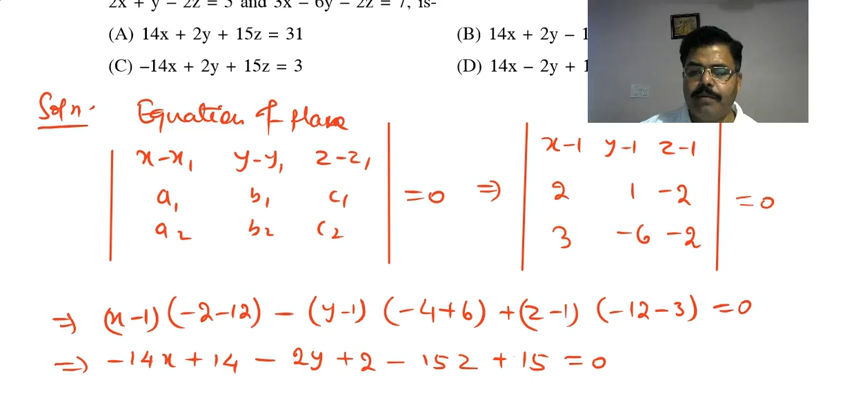 2x + y − 2z = 5 and 3x − 6y − 2z = 7, is-
(A) 14x + 2y + 15z = 31
(B) 14x + 2y − 1
(C) −14x + 2y + 15z = 3
(D) 14x − 2y + 1
Soln. Equation of plane
| x-x₁ y-y₁ z-z₁ | | x-1 y-1 z-1 |
| a₁ b₁ c₁ | = 0 ⇒ | 2 1 -2 | = 0
| a₂ b₂ c₂ | | 3 -6 -2 |
⇒ (x-1) (-2-12) - (y-1) (-4+6) + (z-1) (-12-3) = 0
⇒ -14x + 14 - 2y + 2 - 15z + 15 = 0